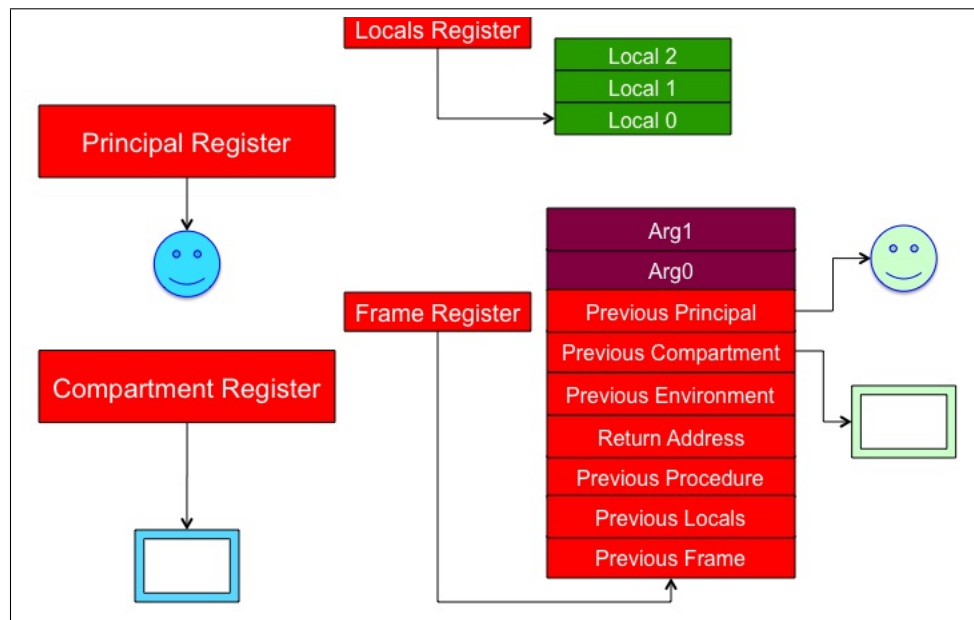 Locals Register
Local 2
Local 1
Local 0
Principal Register
Arg1
Arg0
Frame Register
Previous Principal
Previous Compartment
Compartment Register
Previous Environment
Return Address
Previous Procedure
Previous Locals
Previous Frame